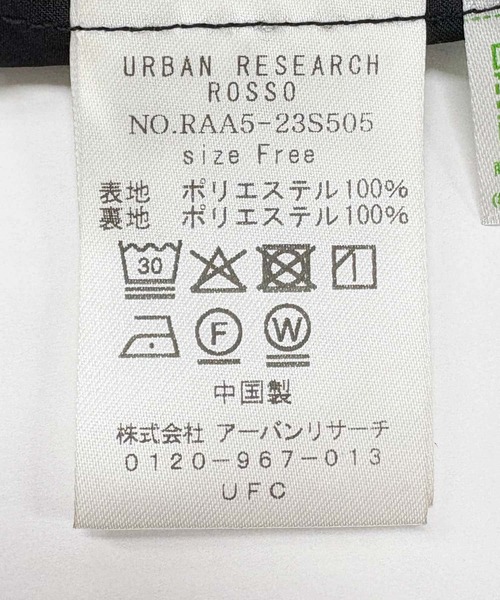 URBAN RESEARCH
ROSSO
NO.RAA5-23S505
size Free
表地 ポリエステル100%
裏地 ポリエステル100%
30
F W
中国製
株式会社 アーバンリサーチ
0120-967-013
UFC